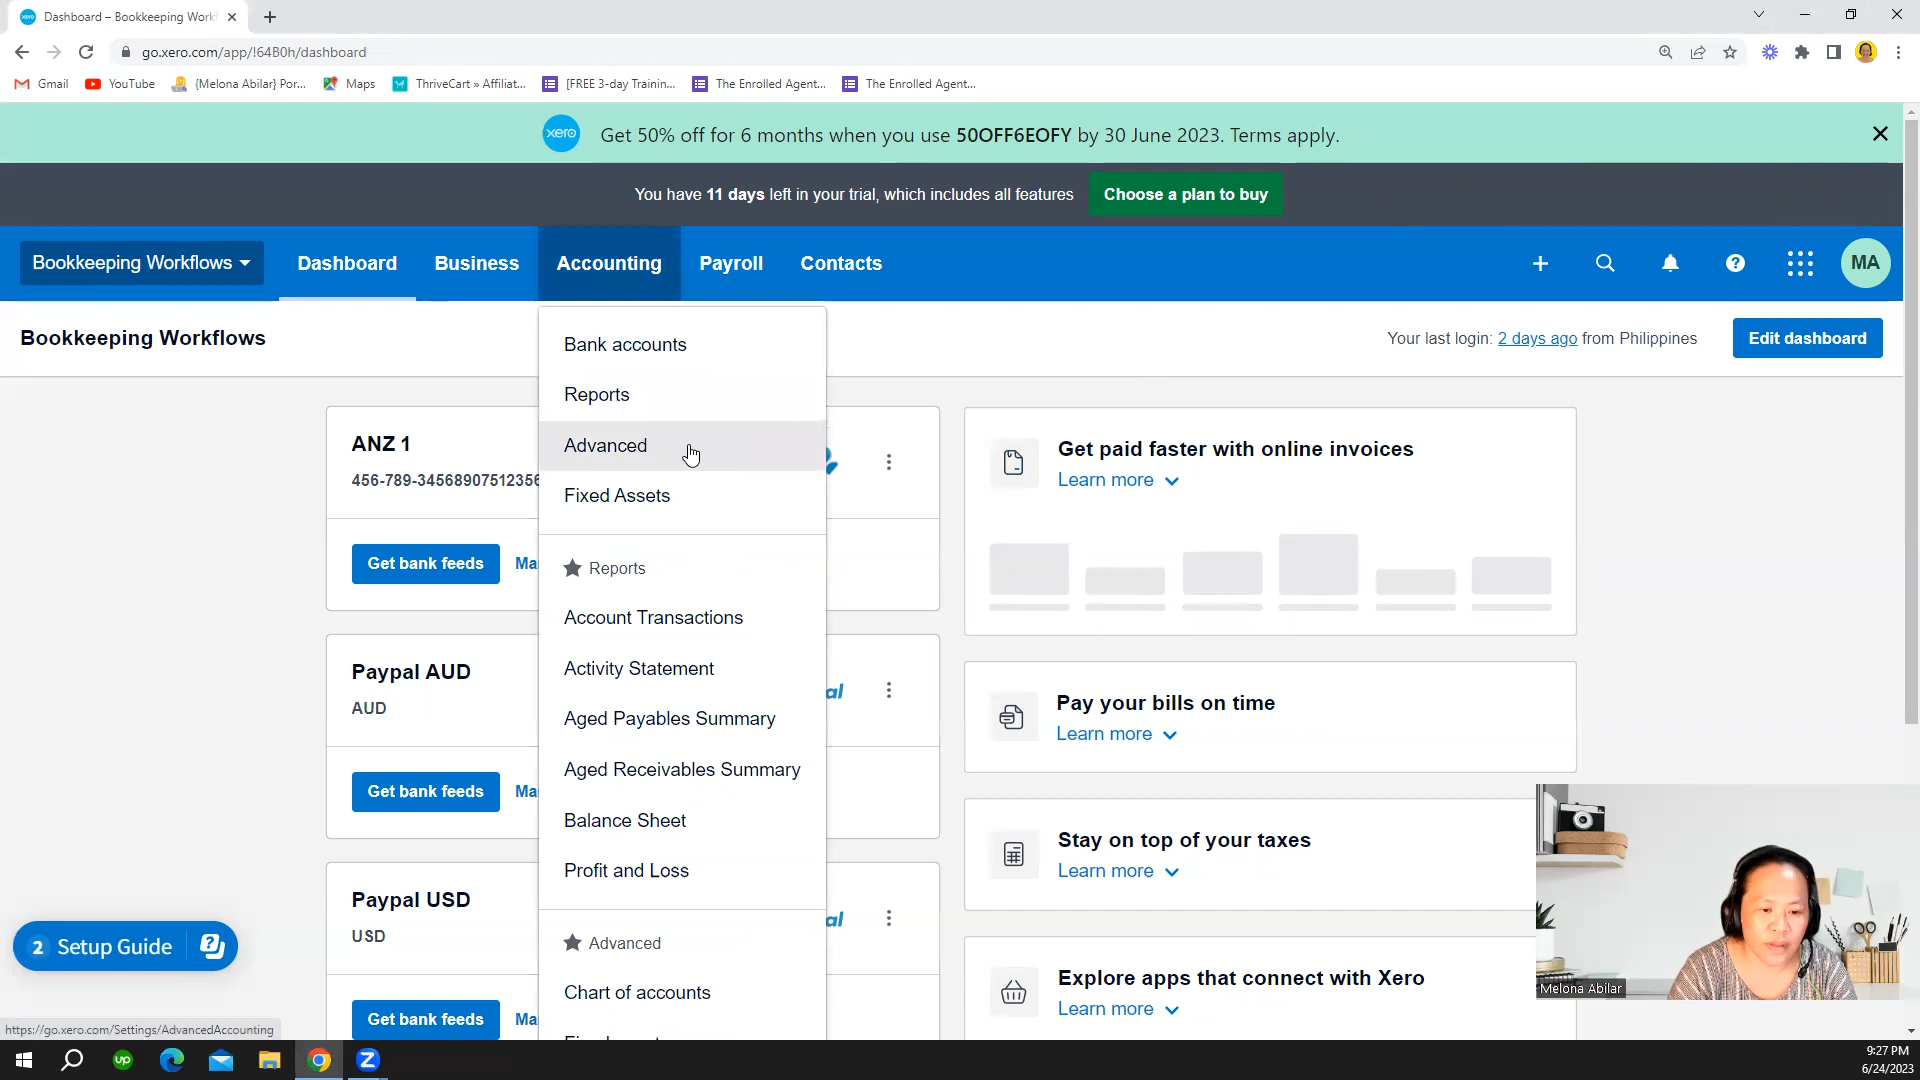 Dashboard – Bookkeeping Work
go.xero.com/app/!64B0h/dashboard
Gmail
YouTube
{Melona Abilar} Por...
Maps
ThriveCart » Affiliat...
[FREE 3-day Trainin...
The Enrolled Agent...
The Enrolled Agent...
xero
Get 50% off for 6 months when you use 50OFF6EOFY by 30 June 2023. Terms apply.
You have 11 days left in your trial, which includes all features
Choose a plan to buy
Bookkeeping Workflows
Dashboard
Business
Accounting
Payroll
Contacts
MA
Bookkeeping Workflows
Your last login: 2 days ago from Philippines
Edit dashboard
Bank accounts
Reports
Advanced
Fixed Assets
Reports
Account Transactions
Activity Statement
Aged Payables Summary
Aged Receivables Summary
Balance Sheet
Profit and Loss
Advanced
Chart of accounts
ANZ 1
456-789-34568907512356
Get bank feeds
Ma
Paypal AUD
AUD
al
Get bank feeds
Ma
Paypal USD
USD
al
Get bank feeds
Ma
Get paid faster with online invoices
Learn more
Pay your bills on time
Learn more
Stay on top of your taxes
Learn more
Explore apps that connect with Xero
Learn more
2 Setup Guide
Melona Abilar
https://go.xero.com/Settings/AdvancedAccounting
up
Z
9:27 PM
6/24/2023